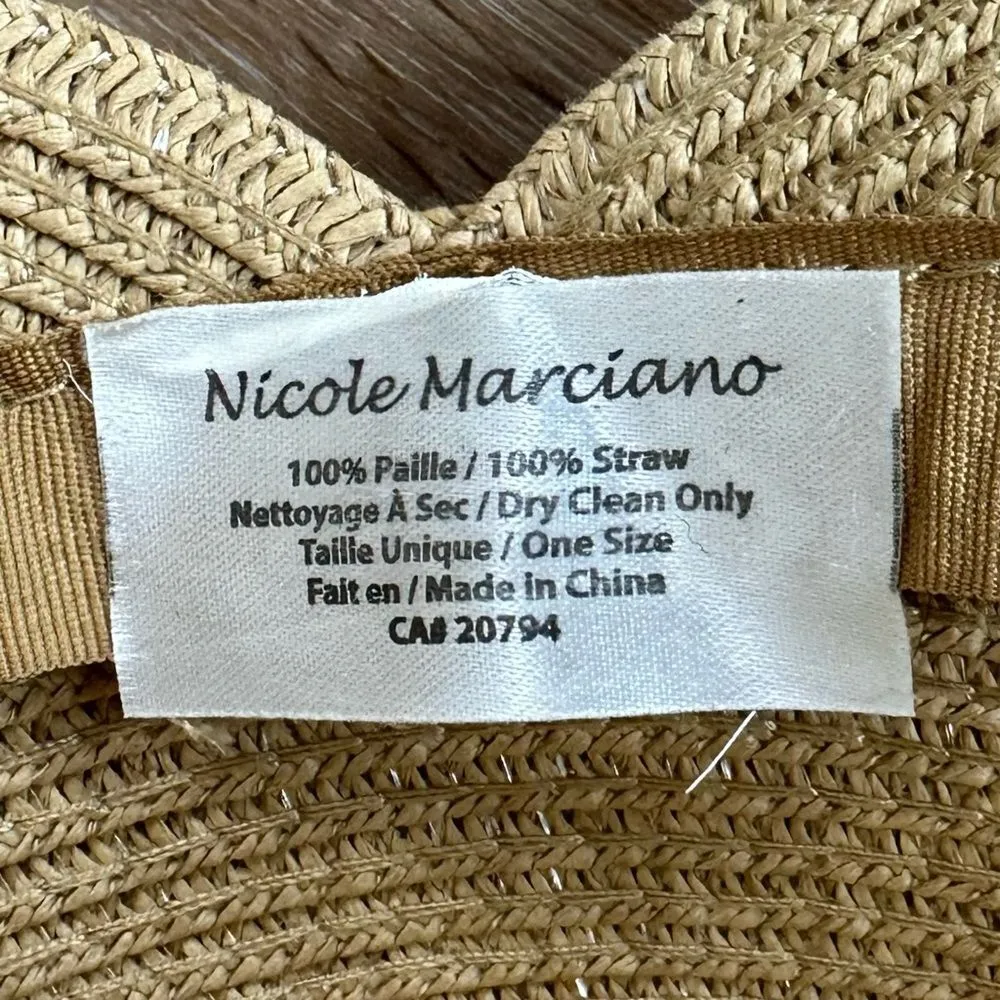 Nicole Marciano
100% Paille / 100% Straw
Nettoyage À Sec / Dry Clean Only
Taille Unique / One Size
Fait en / Made in China
CA# 20794